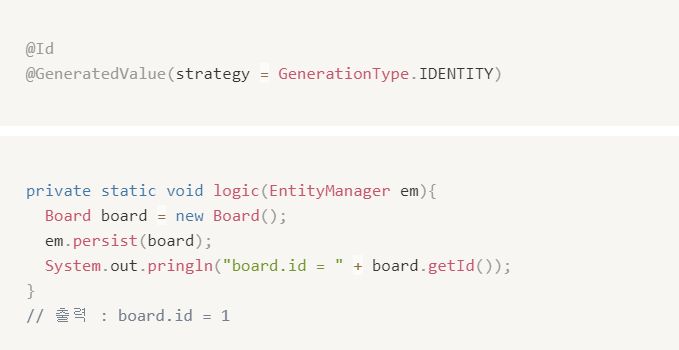 @Id
@GeneratedValue(strategy = GenerationType.IDENTITY)
private static void logic(EntityManager em){
  Board board = new Board();
  em.persist(board);
  System.out.pringln("board.id = " + board.getId());
}
// 출력 : board.id = 1